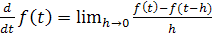 d/dt f(t) = lim_{h→0} f(t)−f(t−h)/h